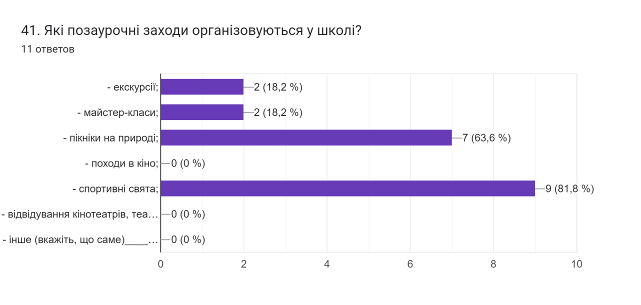 41. Які позаурочні заходи організовуються у школі?
11 ответов
- екскурсії;
2 (18,2 %)
- майстер-класи;
2 (18,2 %)
- пікніки на природі;
7 (63,6 %)
- походи в кіно;
0 (0 %)
- спортивні свята;
9 (81,8 %)
- відвідування кінотеатрів, теа…
0 (0 %)
- інше (вкажіть, що саме)____…
0 (0 %)
0 2 4 6 8 10